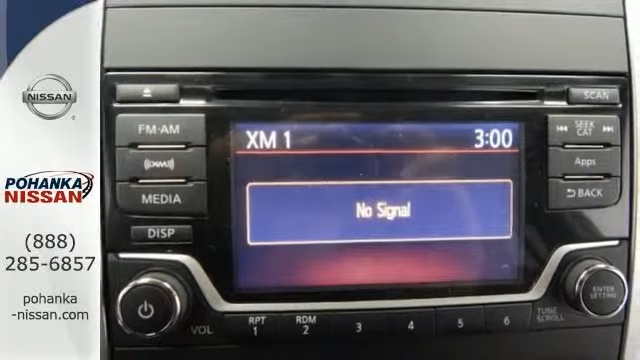 NISSAN
POHANKA
NISSAN
(888)
285-6857
pohanka
-nissan.com
SCAN
FM-AM
((XM))
MEDIA
DISP
VOL
XM 1 3:00
No Signal
SEEK
CAT
Apps
BACK
ENTER
SETTING
TUNE
SCROLL
RPT RDM
1 2 3 4 5 6